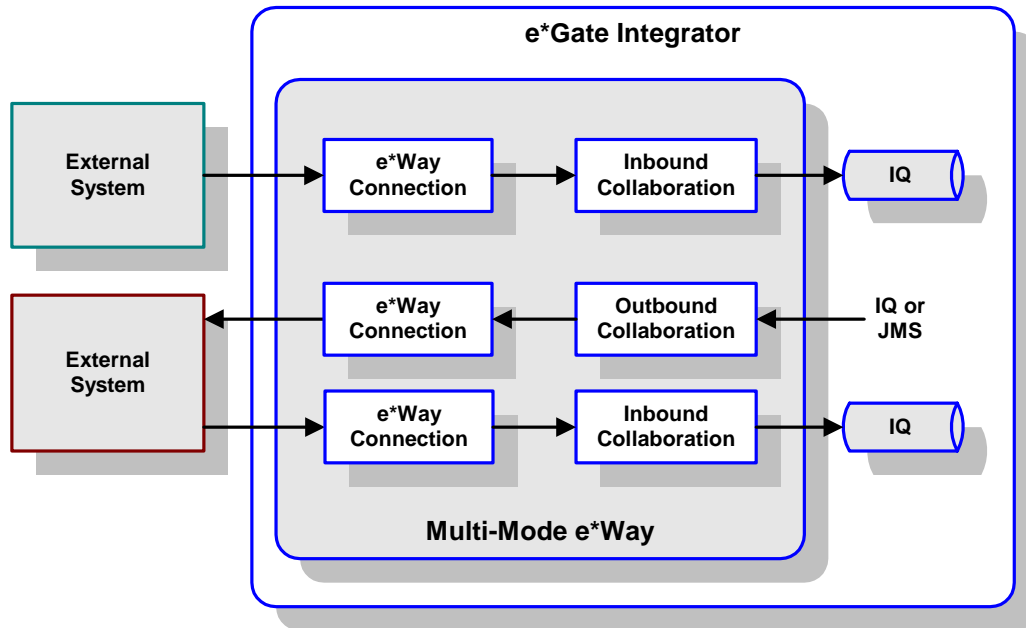 e*Gate Integrator
External
System
e*Way
Connection
Inbound
Collaboration
IQ
External
System
e*Way
Connection
Outbound
Collaboration
IQ or
JMS
e*Way
Connection
Inbound
Collaboration
IQ
Multi-Mode e*Way